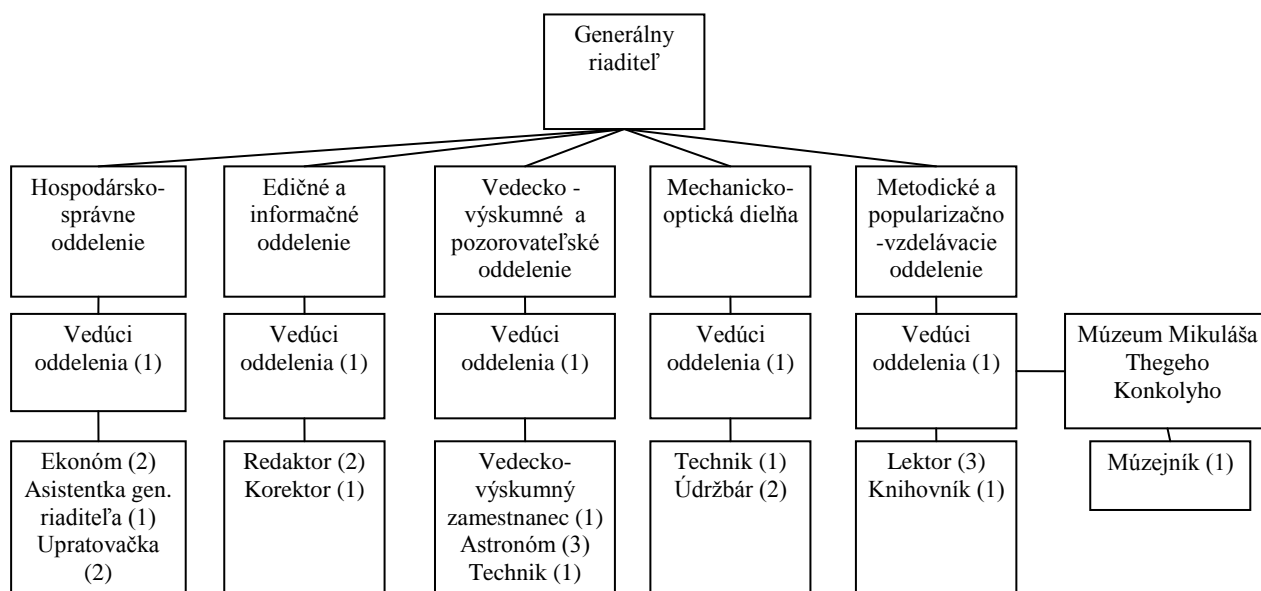 Generálny
riaditeľ
Hospodársko-
správne
oddelenie
Edičné a
informačné
oddelenie
Vedecko -
výskumné a
pozorovateľské
oddelenie
Mechanicko-
optická dielňa
Metodické a
popularizačno
-vzdelávacie
oddelenie
Vedúci
oddelenia (1)
Vedúci
oddelenia (1)
Vedúci
oddelenia (1)
Vedúci
oddelenia (1)
Vedúci
oddelenia (1)
Múzeum Mikuláša
Thegeho
Konkolyho
Ekonóm (2)
Asistentka gen.
riaditeľa (1)
Upratovačka
(2)
Redaktor (2)
Korektor (1)
Vedecko-
výskumný
zamestnanec (1)
Astronóm (3)
Technik (1)
Technik (1)
Údržbár (2)
Lektor (3)
Knihovník (1)
Múzejník (1)